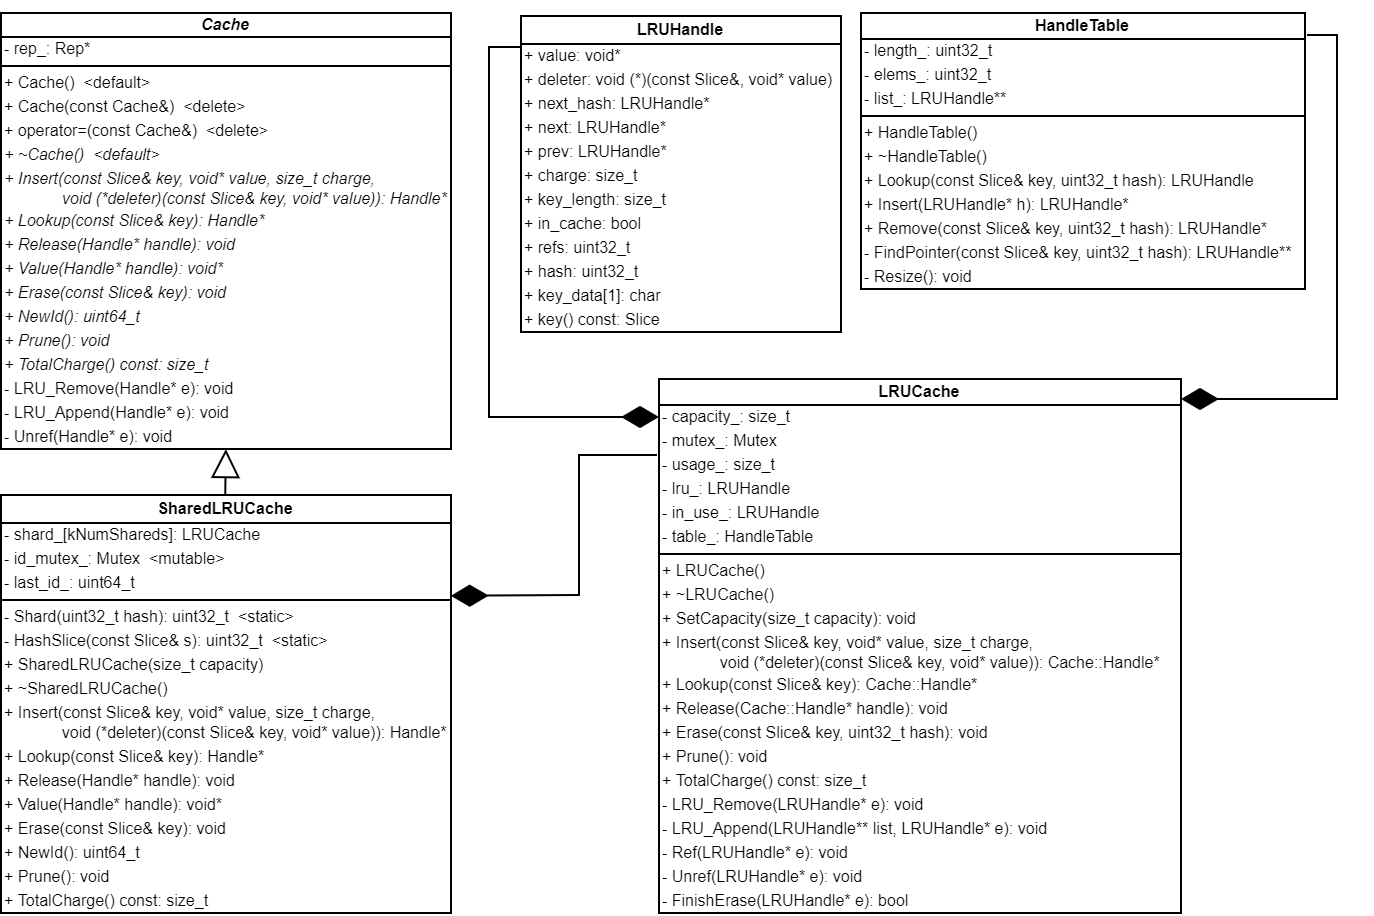 Cache
- rep_: Rep*
+ Cache()  <default>
+ Cache(const Cache&)  <delete>
+ operator=(const Cache&)  <delete>
+ ~Cache()  <default>
+ Insert(const Slice& key, void* value, size_t charge,
void (*deleter)(const Slice& key, void* value)): Handle*
+ Lookup(const Slice& key): Handle*
+ Release(Handle* handle): void
+ Value(Handle* handle): void*
+ Erase(const Slice& key): void
+ NewId(): uint64_t
+ Prune(): void
+ TotalCharge() const: size_t
- LRU_Remove(Handle* e): void
- LRU_Append(Handle* e): void
- Unref(Handle* e): void
LRUHandle
+ value: void*
+ deleter: void (*)(const Slice&, void* value)
+ next_hash: LRUHandle*
+ next: LRUHandle*
+ prev: LRUHandle*
+ charge: size_t
+ key_length: size_t
+ in_cache: bool
+ refs: uint32_t
+ hash: uint32_t
+ key_data[1]: char
+ key() const: Slice
HandleTable
- length_: uint32_t
- elems_: uint32_t
- list_: LRUHandle**
+ HandleTable()
+ ~HandleTable()
+ Lookup(const Slice& key, uint32_t hash): LRUHandle
+ Insert(LRUHandle* h): LRUHandle*
+ Remove(const Slice& key, uint32_t hash): LRUHandle*
- FindPointer(const Slice& key, uint32_t hash): LRUHandle**
- Resize(): void
SharedLRUCache
- shard_[kNumShareds]: LRUCache
- id_mutex_: Mutex  <mutable>
- last_id_: uint64_t
- Shard(uint32_t hash): uint32_t  <static>
- HashSlice(const Slice& s): uint32_t  <static>
+ SharedLRUCache(size_t capacity)
+ ~SharedLRUCache()
+ Insert(const Slice& key, void* value, size_t charge,
void (*deleter)(const Slice& key, void* value)): Handle*
+ Lookup(const Slice& key): Handle*
+ Release(Handle* handle): void
+ Value(Handle* handle): void*
+ Erase(const Slice& key): void
+ NewId(): uint64_t
+ Prune(): void
+ TotalCharge() const: size_t
LRUCache
- capacity_: size_t
- mutex_: Mutex
- usage_: size_t
- lru_: LRUHandle
- in_use_: LRUHandle
- table_: HandleTable
+ LRUCache()
+ ~LRUCache()
+ SetCapacity(size_t capacity): void
+ Insert(const Slice& key, void* value, size_t charge,
void (*deleter)(const Slice& key, void* value)): Cache::Handle*
+ Lookup(const Slice& key): Cache::Handle*
+ Release(Cache::Handle* handle): void
+ Erase(const Slice& key, uint32_t hash): void
+ Prune(): void
+ TotalCharge() const: size_t
- LRU_Remove(LRUHandle* e): void
- LRU_Append(LRUHandle** list, LRUHandle* e): void
- Ref(LRUHandle* e): void
- Unref(LRUHandle* e): void
- FinishErase(LRUHandle* e): bool